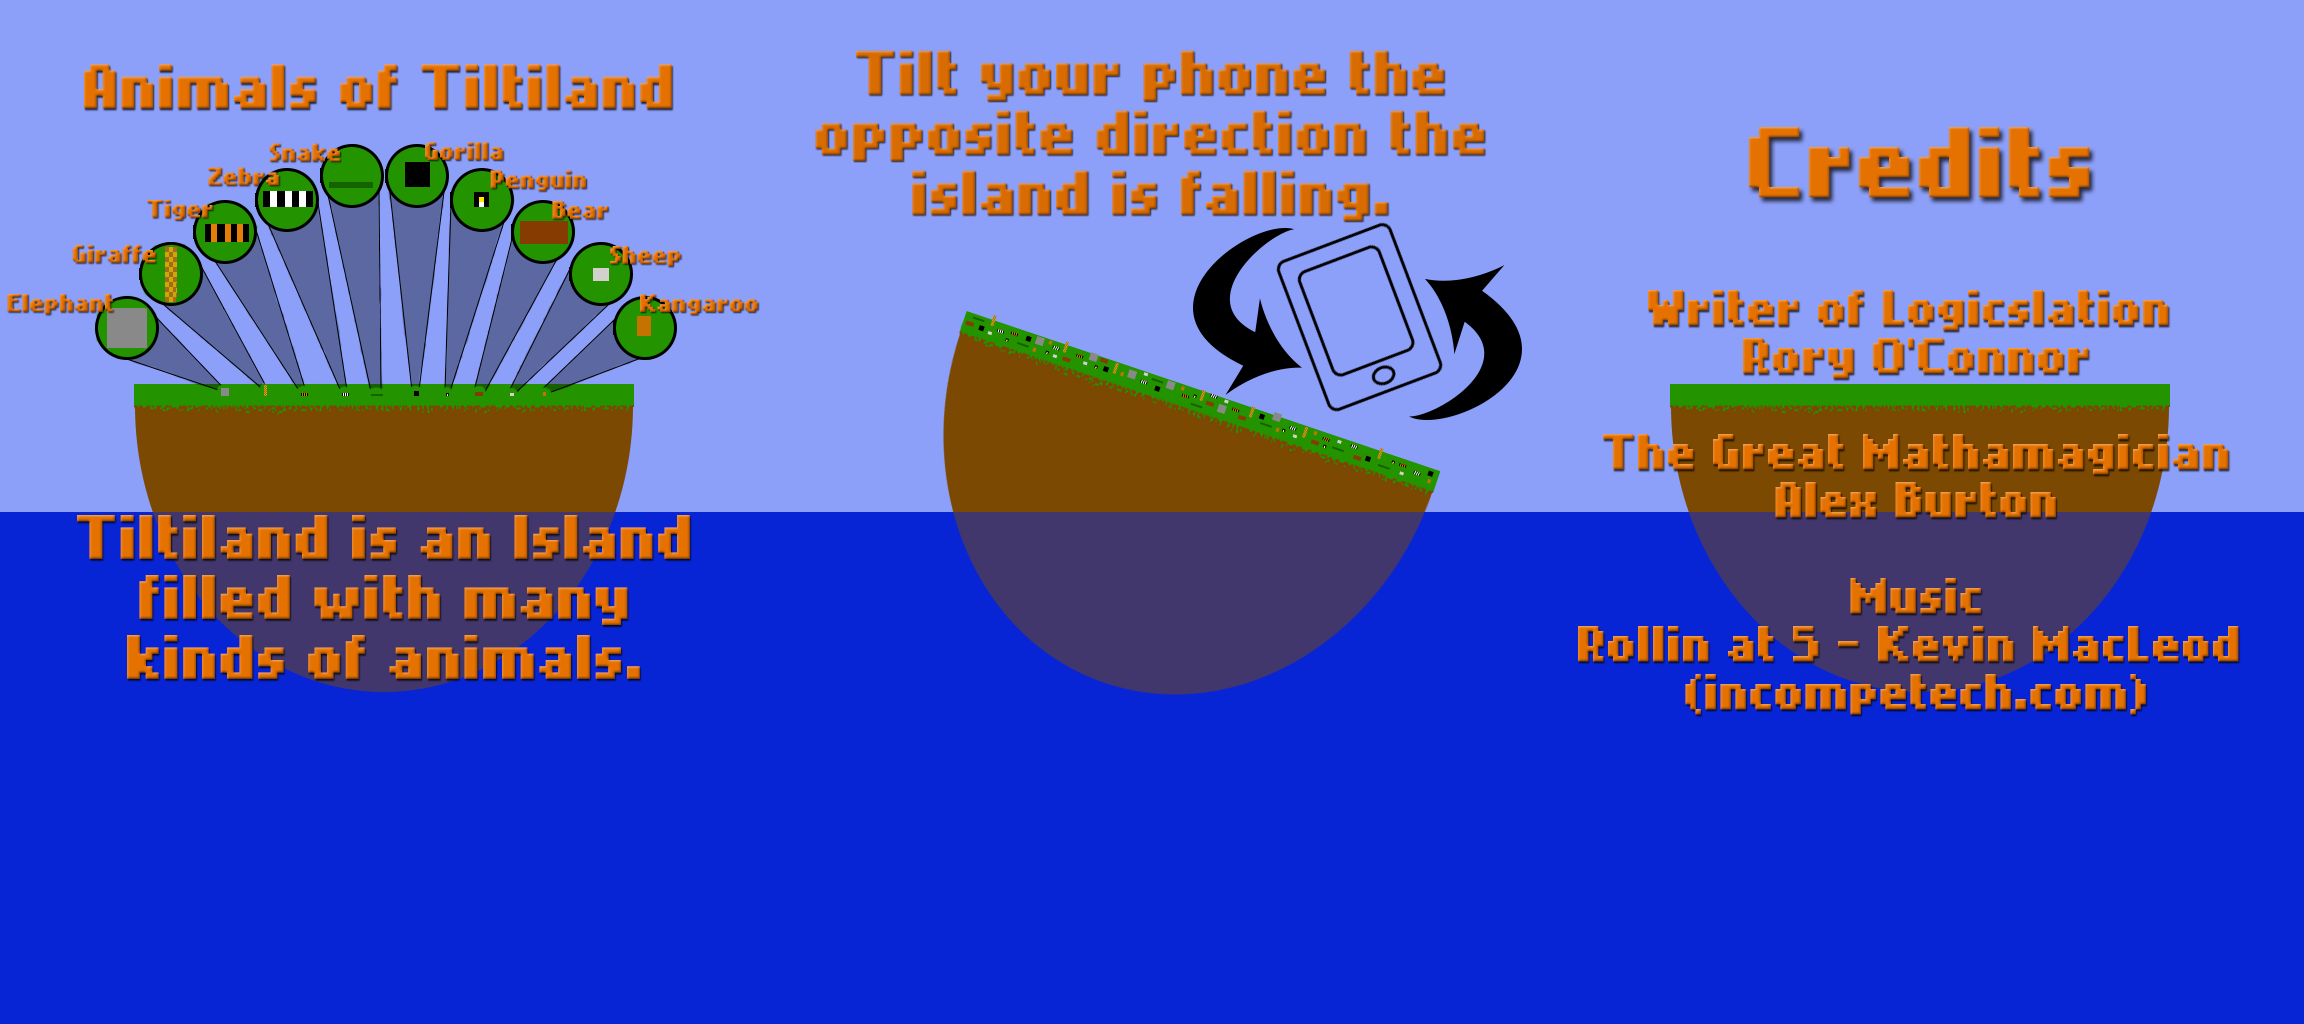 Animals of Tiltiland
Snake
Gorilla
Zebra
Penguin
Tiger
Bear
Giraffe
Sheep
Elephant
Kangaroo
Tiltiland is an Island
filled with many
kinds of animals.
Tilt your phone the
opposite direction the
island is falling.
Credits
Writer of Logicslation
Rory O'Connor
The Great Mathamagician
Alex Burton
Music
Rollin at 5 - Kevin MacLeod
(incompetech.com)